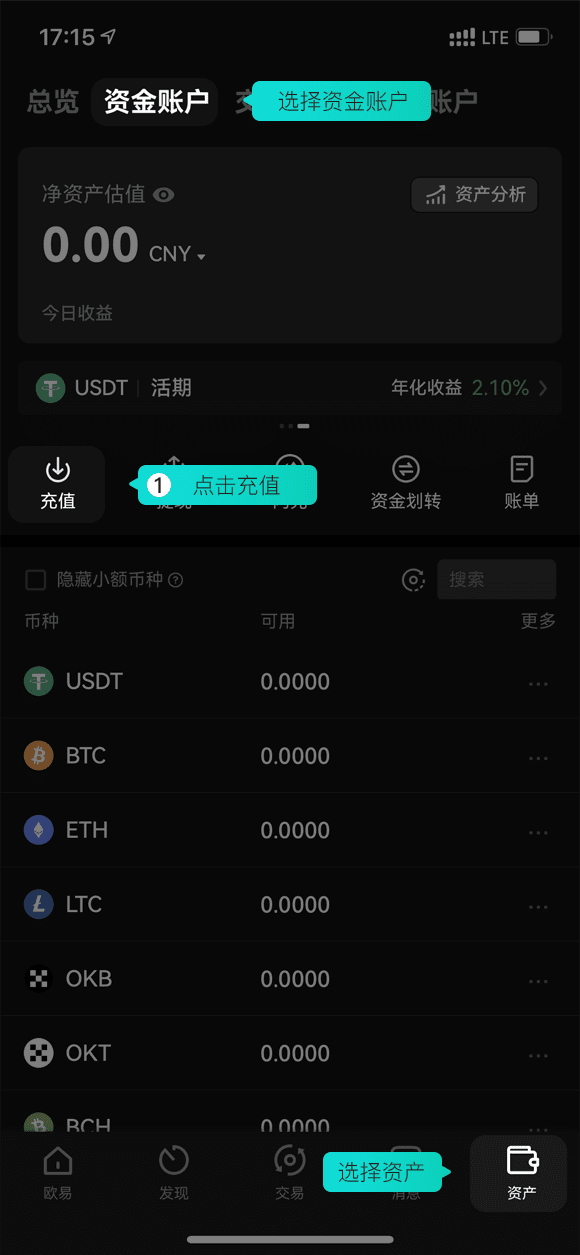 17:15 LTE
总览 资金账户 选择资金账户 账户
净资产估值 资产分析
0.00 CNY
今日收益
USDT 活期 年化收益 2.10%
充值 1 点击充值 资金划转 账单
隐藏小额币种 搜索
币种 可用 更多
USDT 0.0000 ...
BTC 0.0000 ...
ETH 0.0000 ...
LTC 0.0000 ...
OKB 0.0000 ...
OKT 0.0000 ...
BCH 0.0000 ...
选择资产
欧易 发现 交易 消息 资产